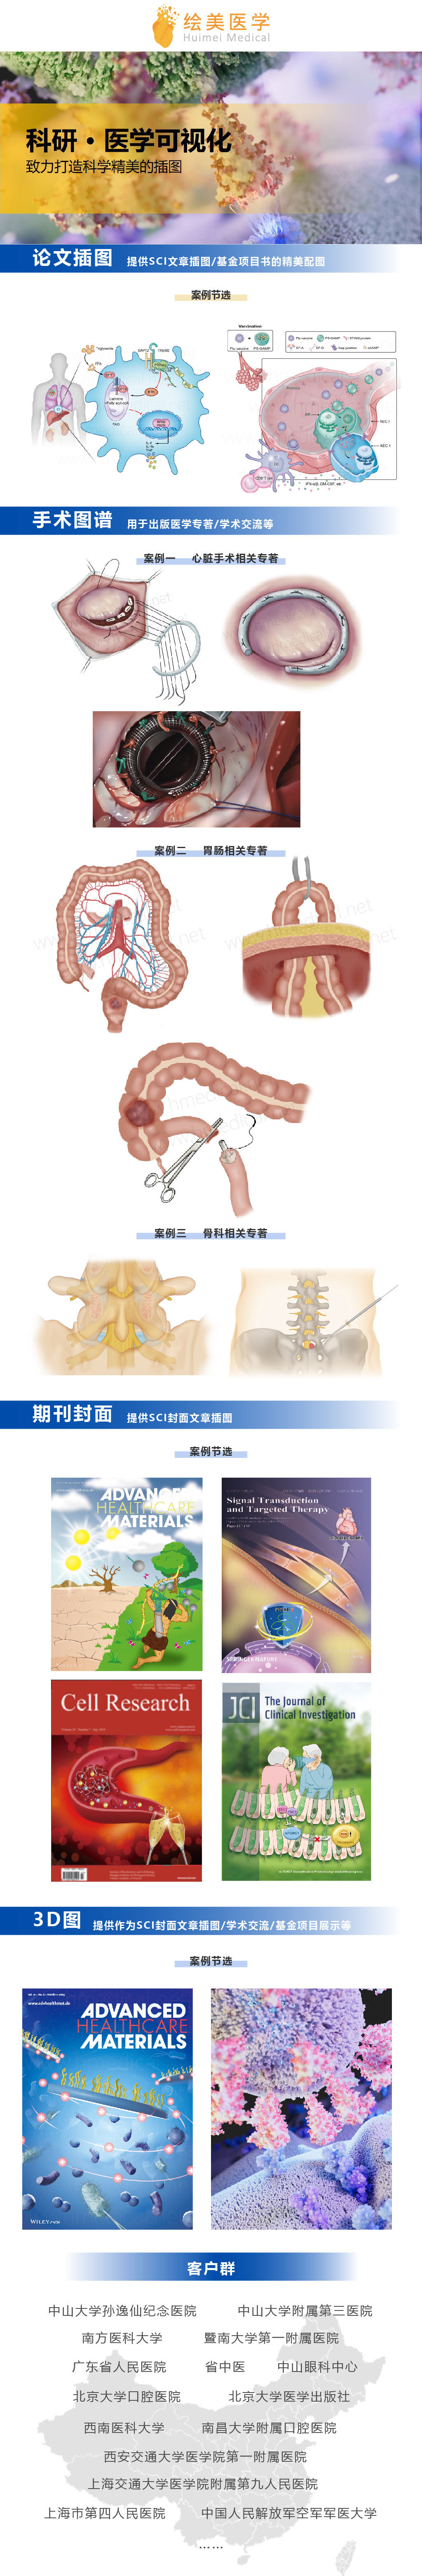 绘美医学
Huimei Medical
科研·医学可视化
致力打造科学精美的插图
论文插图 提供SCI文章插图/基金项目书的精美配图
案例节选
Vaccination
手术图谱 用于出版医学专著/学术交流等
案例一 心脏手术相关专著
案例二 胃肠相关专著
案例三 骨科相关专著
期刊封面 提供SCI封面文章插图
案例节选
ADVANCED
HEALTHCARE
MATERIALS
Signal Transduction
and Targeted Therapy
SPRINGER NATURE
Cell Research
JCI The Journal of
Clinical Investigation
3D图 提供作为SCI封面文章插图/学术交流/基金项目展示等
案例节选
ADVANCED
HEALTHCARE
MATERIALS
WILEY-VCH
客户群
中山大学孙逸仙纪念医院 中山大学附属第三医院
南方医科大学 暨南大学第一附属医院
广东省人民医院 省中医 中山眼科中心
北京大学口腔医院 北京大学医学出版社
西南医科大学 南昌大学附属口腔医院
西安交通大学医学院第一附属医院
上海交通大学医学院附属第九人民医院
上海市第四人民医院 中国人民解放军空军军医大学
……